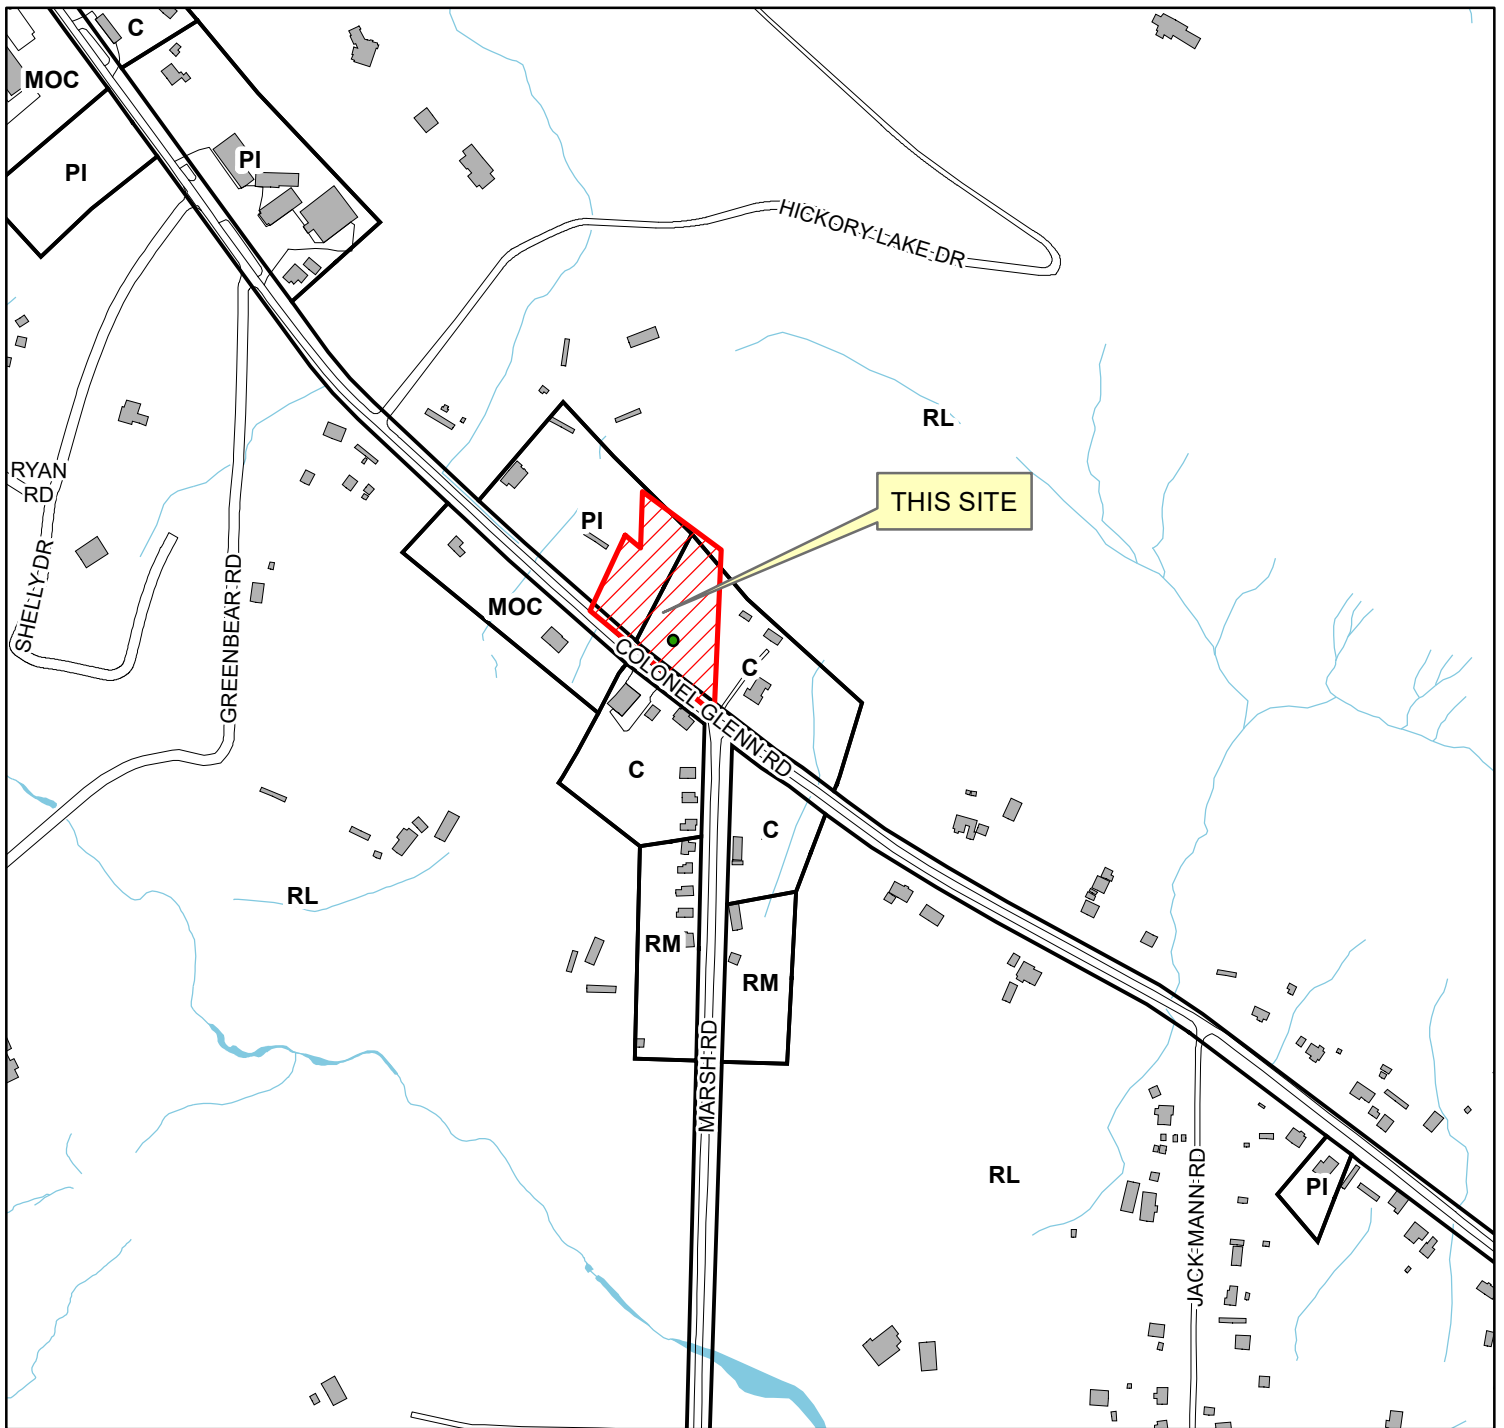 C
MOC
PI
PI
HICKORY LAKE DR
RL
RYAN
RD
THIS SITE
PI
SHELLY DR
GREENBEAR RD
MOC
COLONEL GLENN RD
C
C
C
RL
RM
RM
MARSH RD
RL
JACK MANN RD
PI